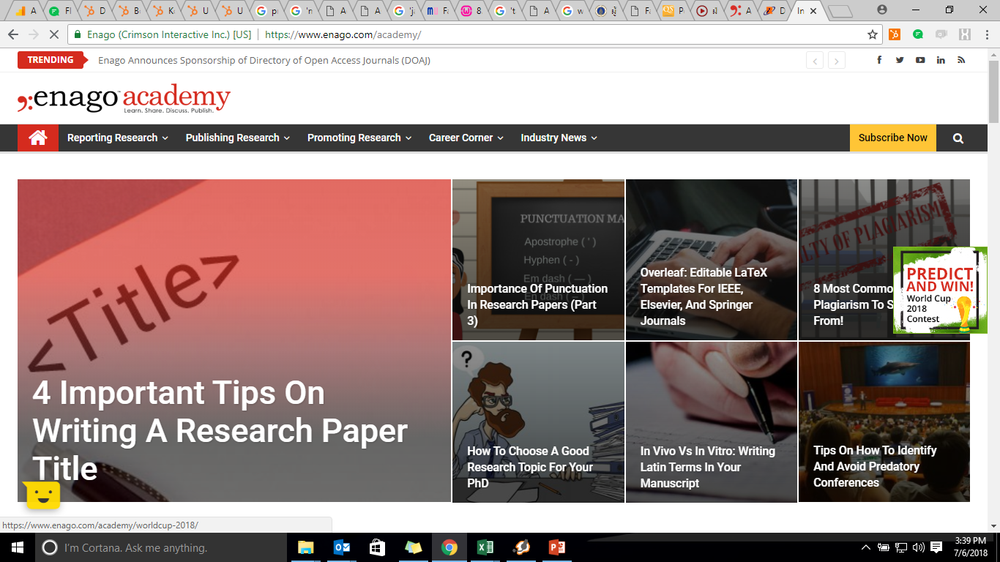 A
Fl
D
B
K
U
U
pr
'n
A
A
'jo
Fa
8
't
A
w
A
Fa
P
A
D
In
Enago (Crimson Interactive Inc.) [US]
https://www.enago.com/academy/
TRENDING
Enago Announces Sponsorship of Directory of Open Access Journals (DOAJ)
enago academy
Learn. Share. Discuss. Publish.
Reporting Research
Publishing Research
Promoting Research
Career Corner
Industry News
Subscribe Now
<Title>
4 Important Tips On
Writing A Research Paper
Title
PUNCTUATION MA
Apostrophe ( ' )
Hyphen ( - )
Em dash ( — )
En dash ( – )
Importance Of Punctuation
In Research Papers (Part
3)
Overleaf: Editable LaTeX
Templates For IEEE,
Elsevier, And Springer
Journals
LTY OF PLAGIARISM
8 Most Commo
Plagiarism To S
From!
PREDICT
AND WIN!
World Cup
2018
Contest
?
How To Choose A Good
Research Topic For Your
PhD
In Vivo Vs In Vitro: Writing
Latin Terms In Your
Manuscript
Tips On How To Identify
And Avoid Predatory
Conferences
https://www.enago.com/academy/worldcup-2018/
I'm Cortana. Ask me anything.
3:39 PM
7/6/2018